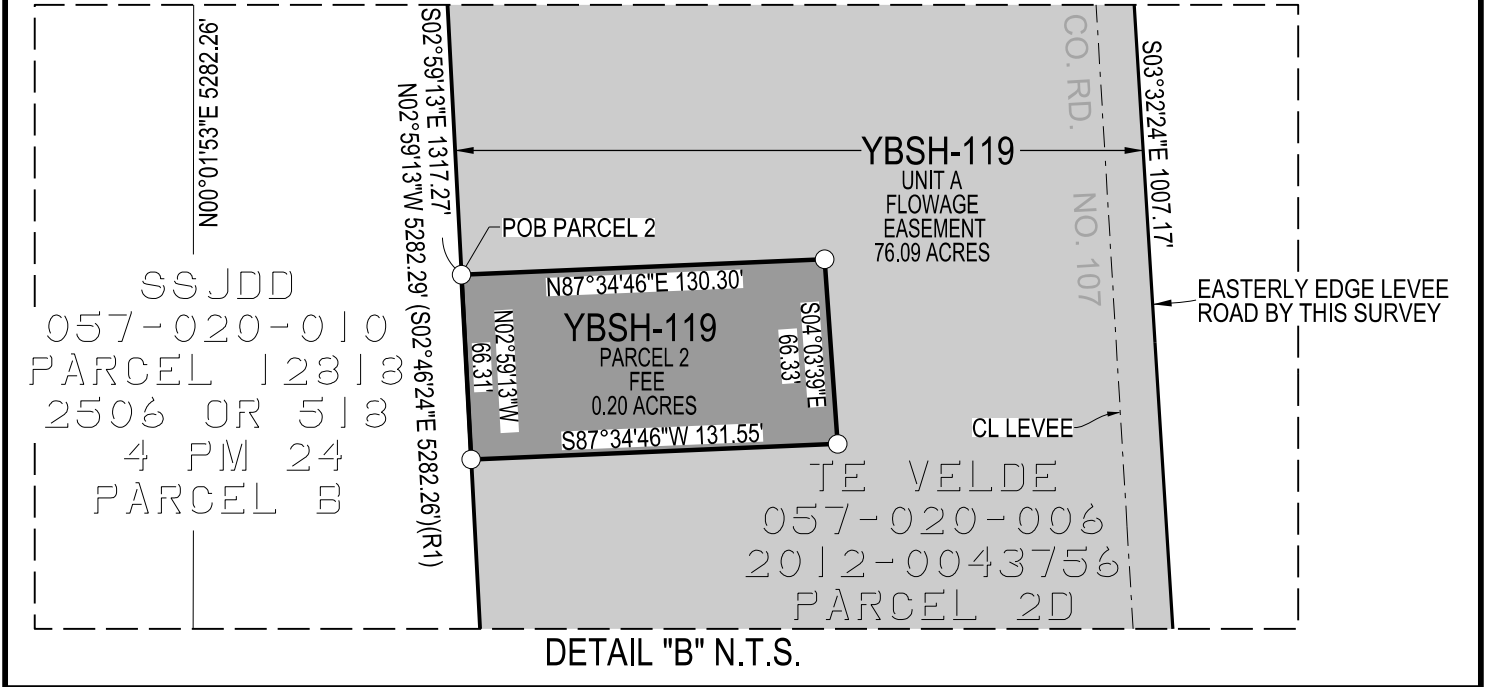 N00°01'53"E 5282.26'
S02°59'13"E 1317.27'
N02°59'13"W 5282.29' (S02°46'24"E 5282.26')(R1)
CO. RD. NO. 107
S03°32'24"E 1007.17'
YBSH-119
UNIT A
FLOWAGE
EASEMENT
76.09 ACRES
POB PARCEL 2
EASTERLY EDGE LEVEE
ROAD BY THIS SURVEY
SSJDD
057-020-010
PARCEL 12818
2506 OR 518
4 PM 24
PARCEL B
N87°34'46"E 130.30'
N02°59'13"W
66.31'
YBSH-119
PARCEL 2
FEE
0.20 ACRES
S04°03'39"E
66.33'
S87°34'46"W 131.55'
CL LEVEE
TE VELDE
057-020-006
2012-0043756
PARCEL 2D
DETAIL "B" N.T.S.